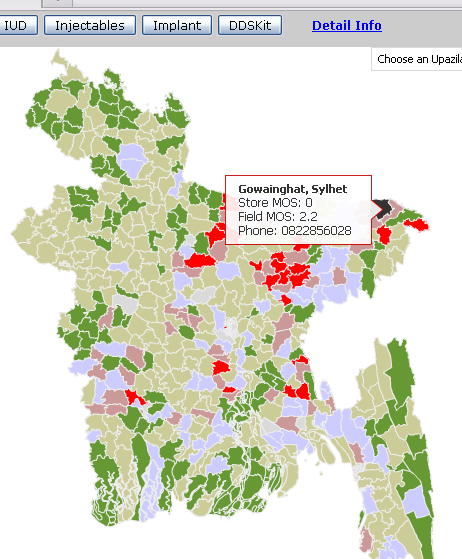 IUD Injectables Implant DDSKit Detail Info
Choose an Upazila
Gowainghat, Sylhet
Store MOS: 0
Field MOS: 2.2
Phone: 0822856028